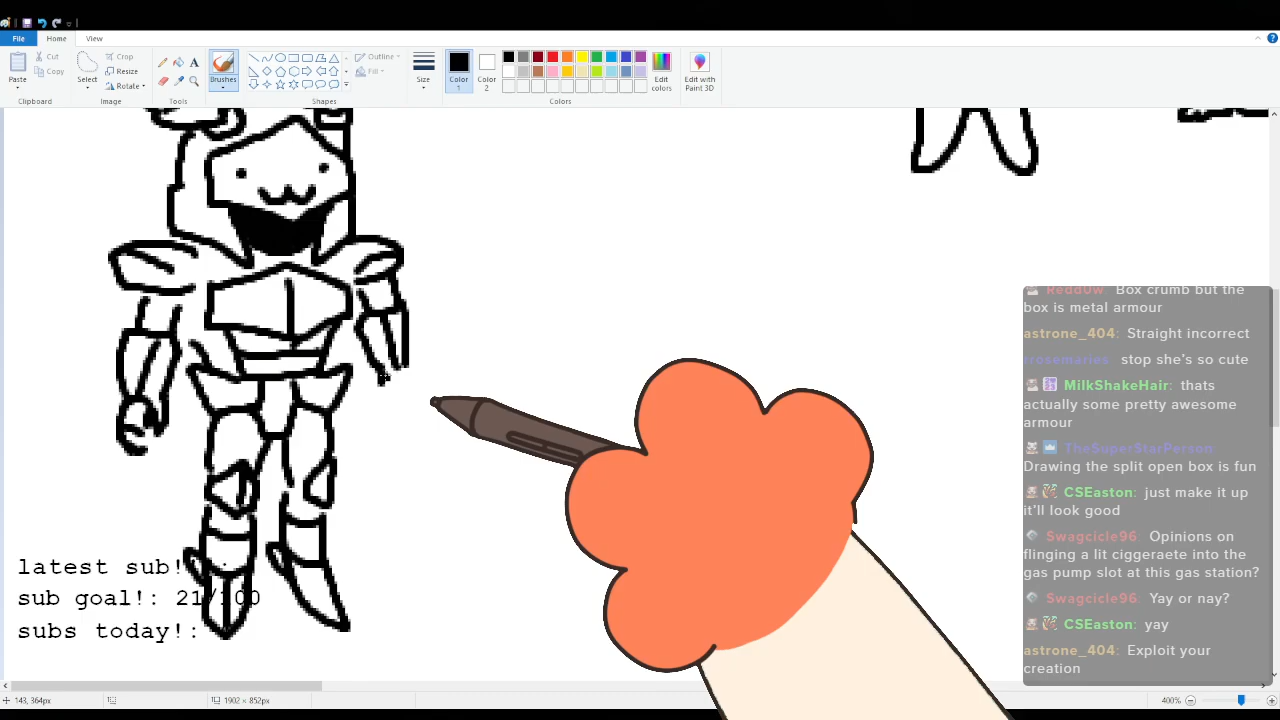 File Home View
Cut
Copy
Paste
Clipboard
Select
Crop
Resize
Rotate
Image
A
Tools
Brushes
Outline
Fill
Shapes
Size
Color 1
Color 2
Edit colors
Edit with Paint 3D
Colors
Redd0w Box crumb but the
box is metal armour
astrone_404: Straight incorrect
rrosemaries: stop she's so cute
MilkShakeHair: thats
actually some pretty awesome
armour
TheSuper$tarPerson
Drawing the split open box is fun
CSEaston: just make it up
it'll look good
Swagcicle96: Opinions on
flinging a lit ciggeraete into the
gas pump slot at this gas station?
Swagcicle96: Yay or nay?
CSEaston: yay
astrone_404: Exploit your
creation
latest sub!:
sub goal!: 21/100
subs today!:
143, 364px
1902 × 852px
400%